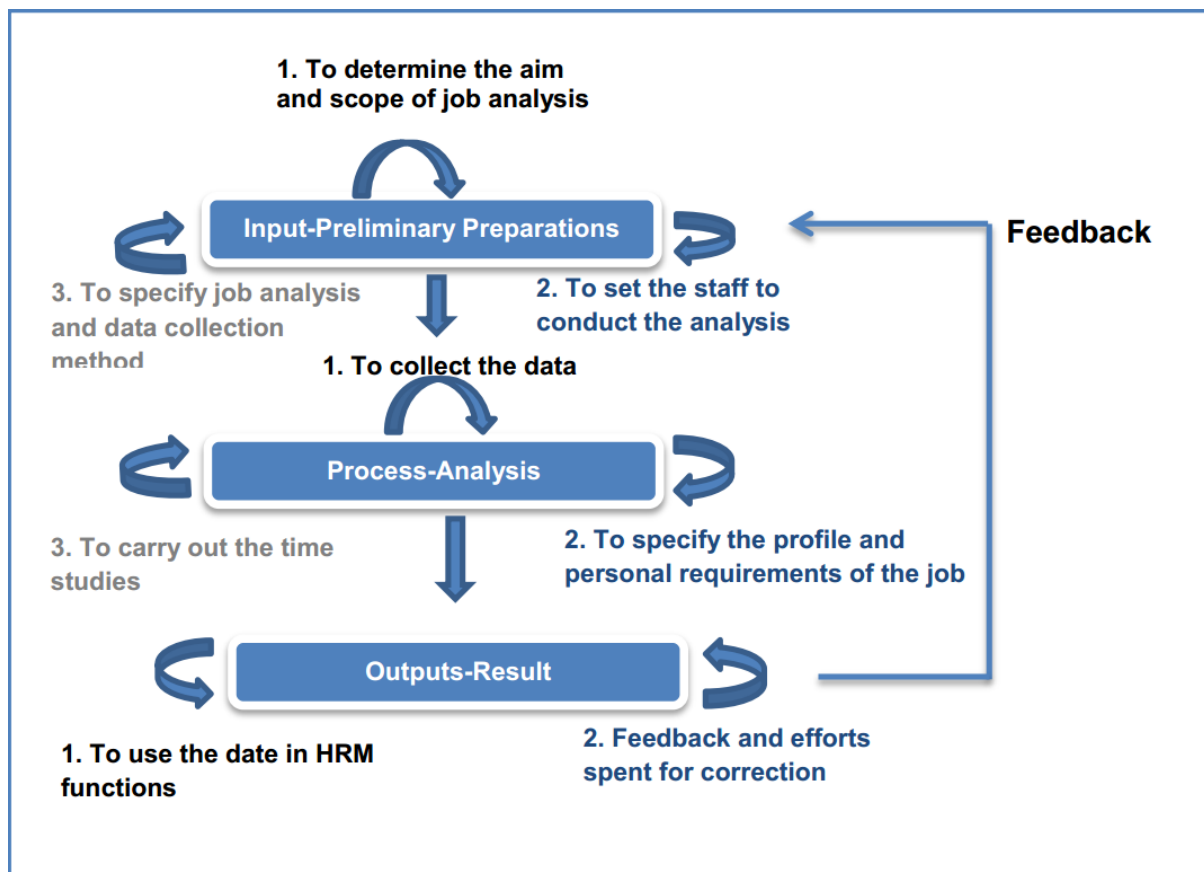 1. To determine the aim
and scope of job analysis
Input-Preliminary Preparations
Feedback
3. To specify job analysis
and data collection
method
2. To set the staff to
conduct the analysis
1. To collect the data
Process-Analysis
3. To carry out the time
studies
2. To specify the profile and
personal requirements of the job
Outputs-Result
1. To use the date in HRM
functions
2. Feedback and efforts
spent for correction